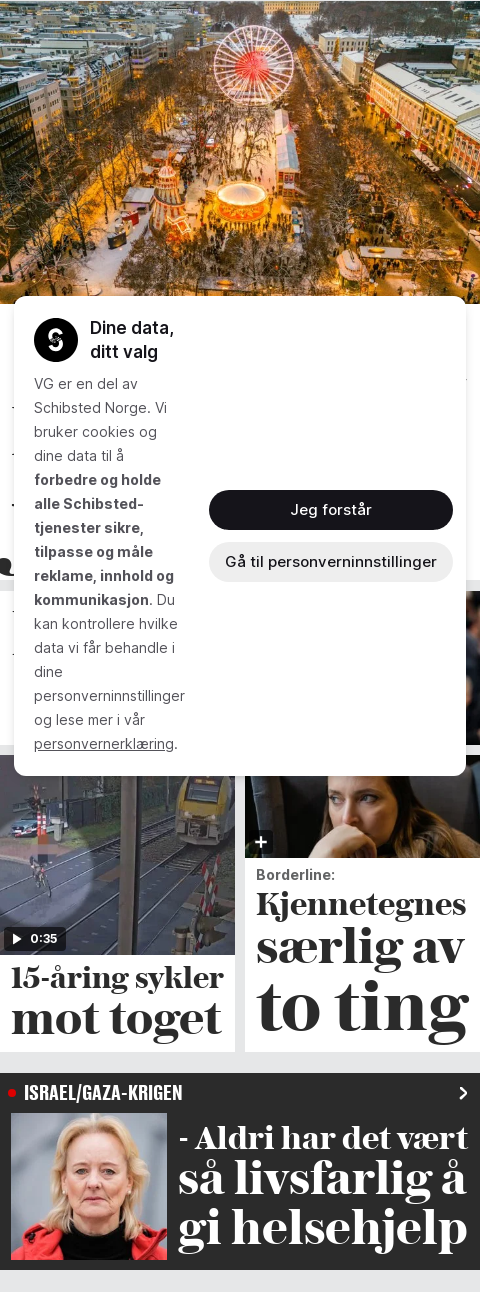 Dine data,
ditt valg
VG er en del av
Schibsted Norge. Vi
bruker cookies og
dine data til å
forbedre og holde
alle Schibsted-
tjenester sikre,
tilpasse og måle
reklame, innhold og
kommunikasjon. Du
kan kontrollere hvilke
data vi får behandle i
dine
personverninnstillinger
og lese mer i vår
personvernerklæring.
Jeg forstår
Gå til personverninnstillinger
0:35
15-åring sykler
mot toget
Borderline:
Kjennetegnes
særlig av
to ting
ISRAEL/GAZA-KRIGEN
- Aldri har det vært
så livsfarlig å
gi helsehjelp